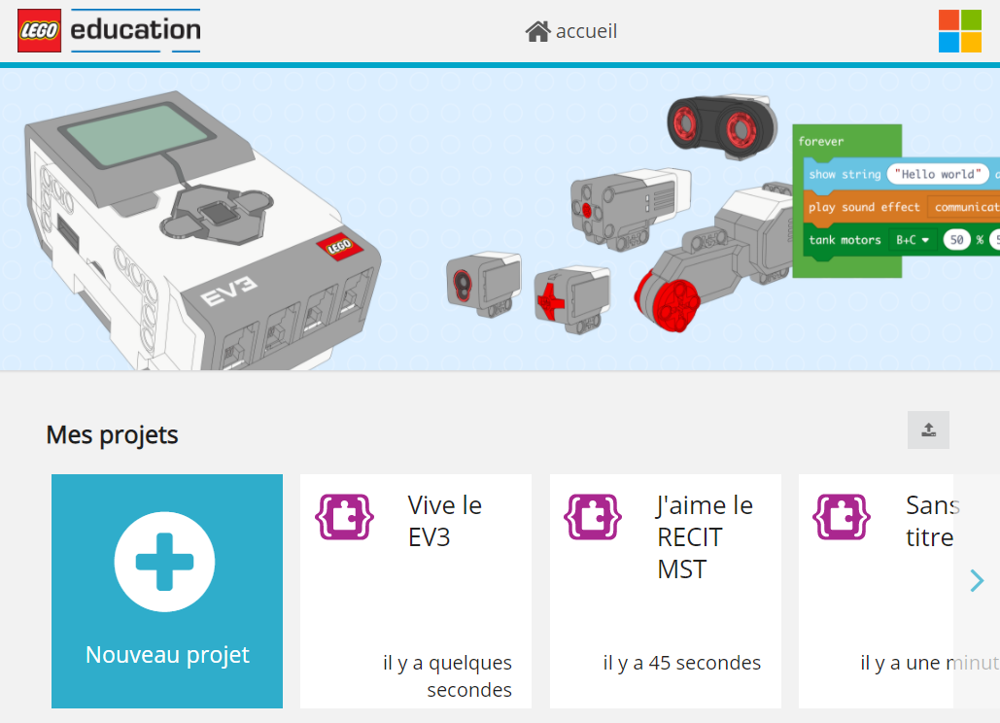 LEGO education
accueil
LEGO
EV3
forever
show string "Hello world"
play sound effect communicat
tank motors B+C 50 %
Mes projets
Nouveau projet
Vive le
EV3
il y a quelques
secondes
J'aime le
RECIT
MST
il y a 45 secondes
Sans
titre
il y a une minut